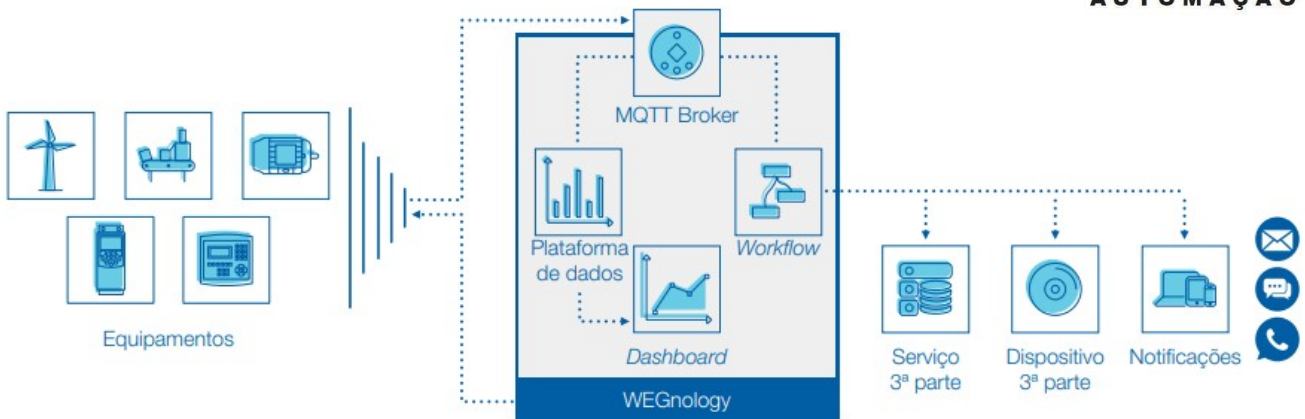 AUTOMAÇÃO
MQTT Broker
Plataforma
de dados
Workflow
Dashboard
WEGnology
Equipamentos
Serviço
3ª parte
Dispositivo
3ª parte
Notificações